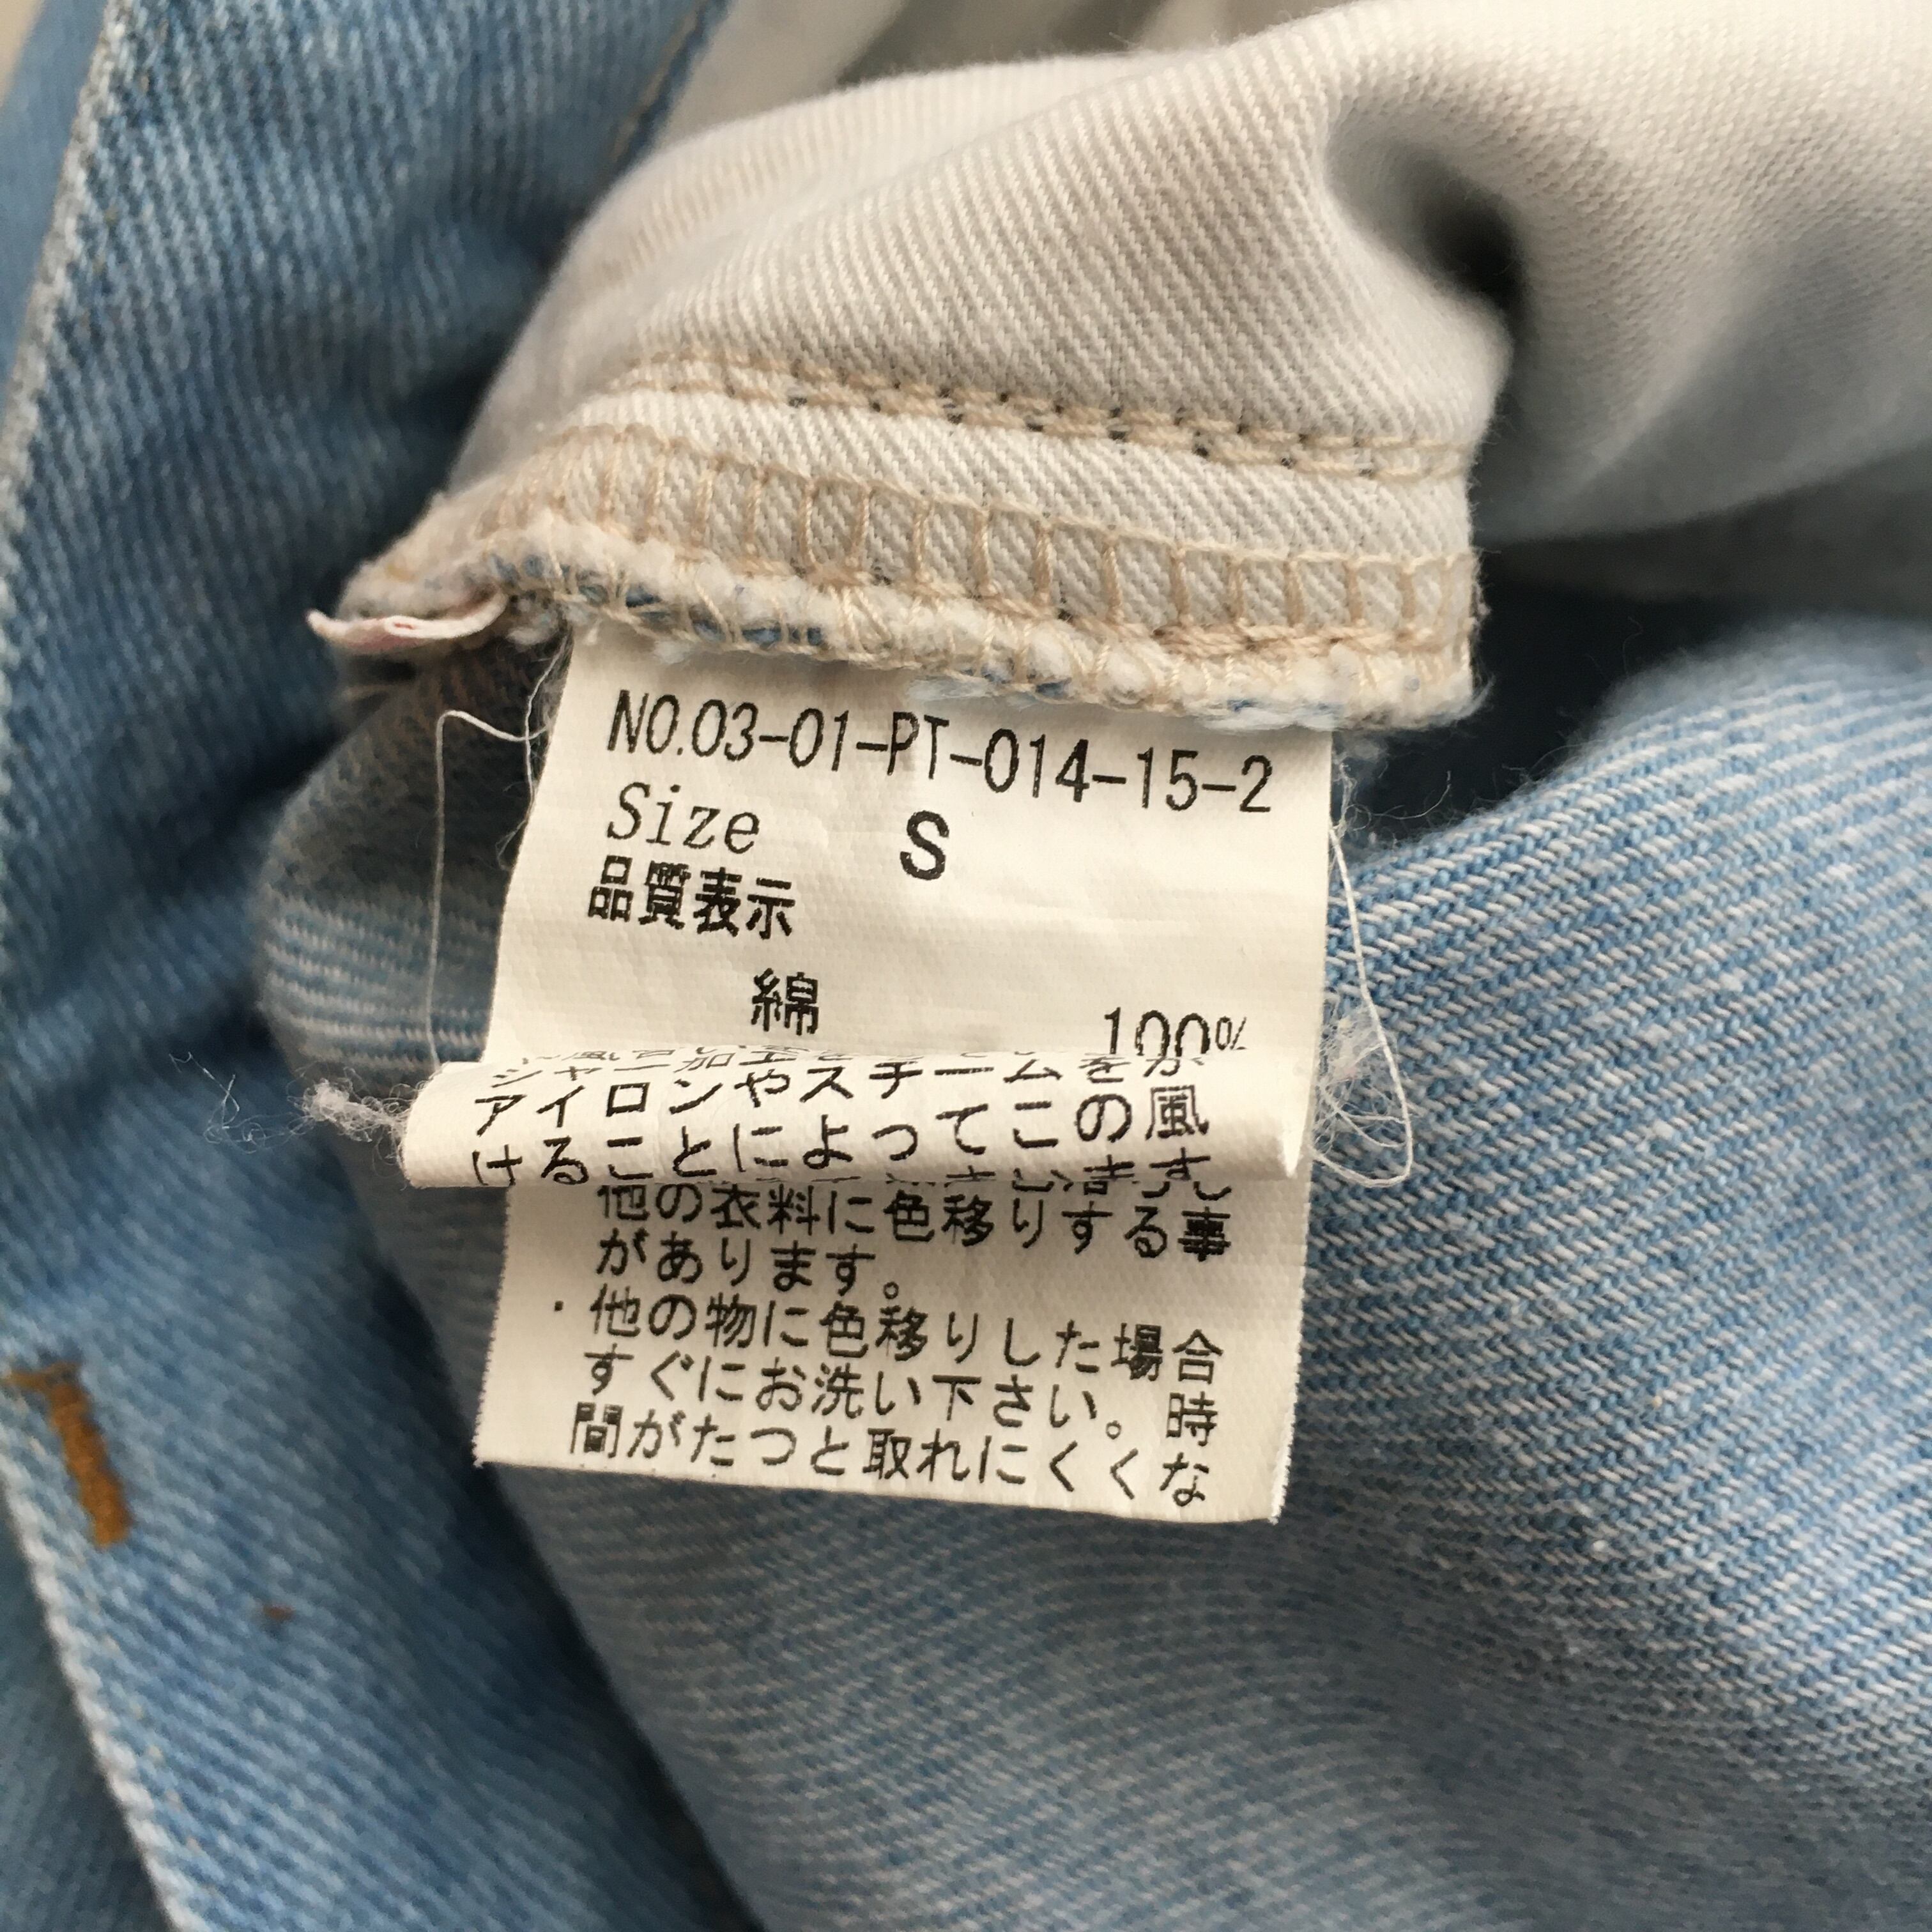 NO.03-01-PT-014-15-2
Size S
品質表示
綿 100%
アイロンやスチームをか
けることによってこの風
他の衣料に色移りする事
があります。
・他の物に色移りした場合
すぐにお洗い下さい。時
間がたつと取れにくくな